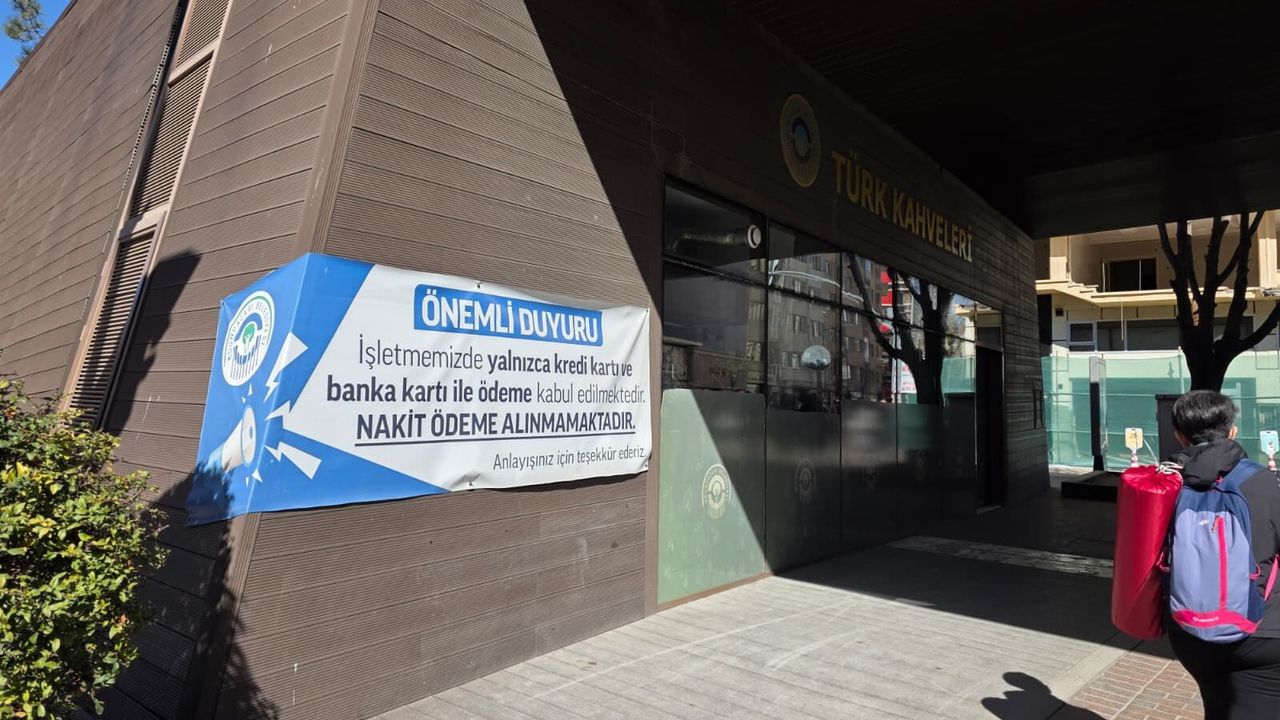 ÖNEMLİ DUYURU
İşletmemizde yalnızca kredi kartı ve
banka kartı ile ödeme kabul edilmektedir.
NAKİT ÖDEME ALINMAMAKTADIR.
Anlayışınız için teşekkür ederiz.
TÜRK KAHVELERİ